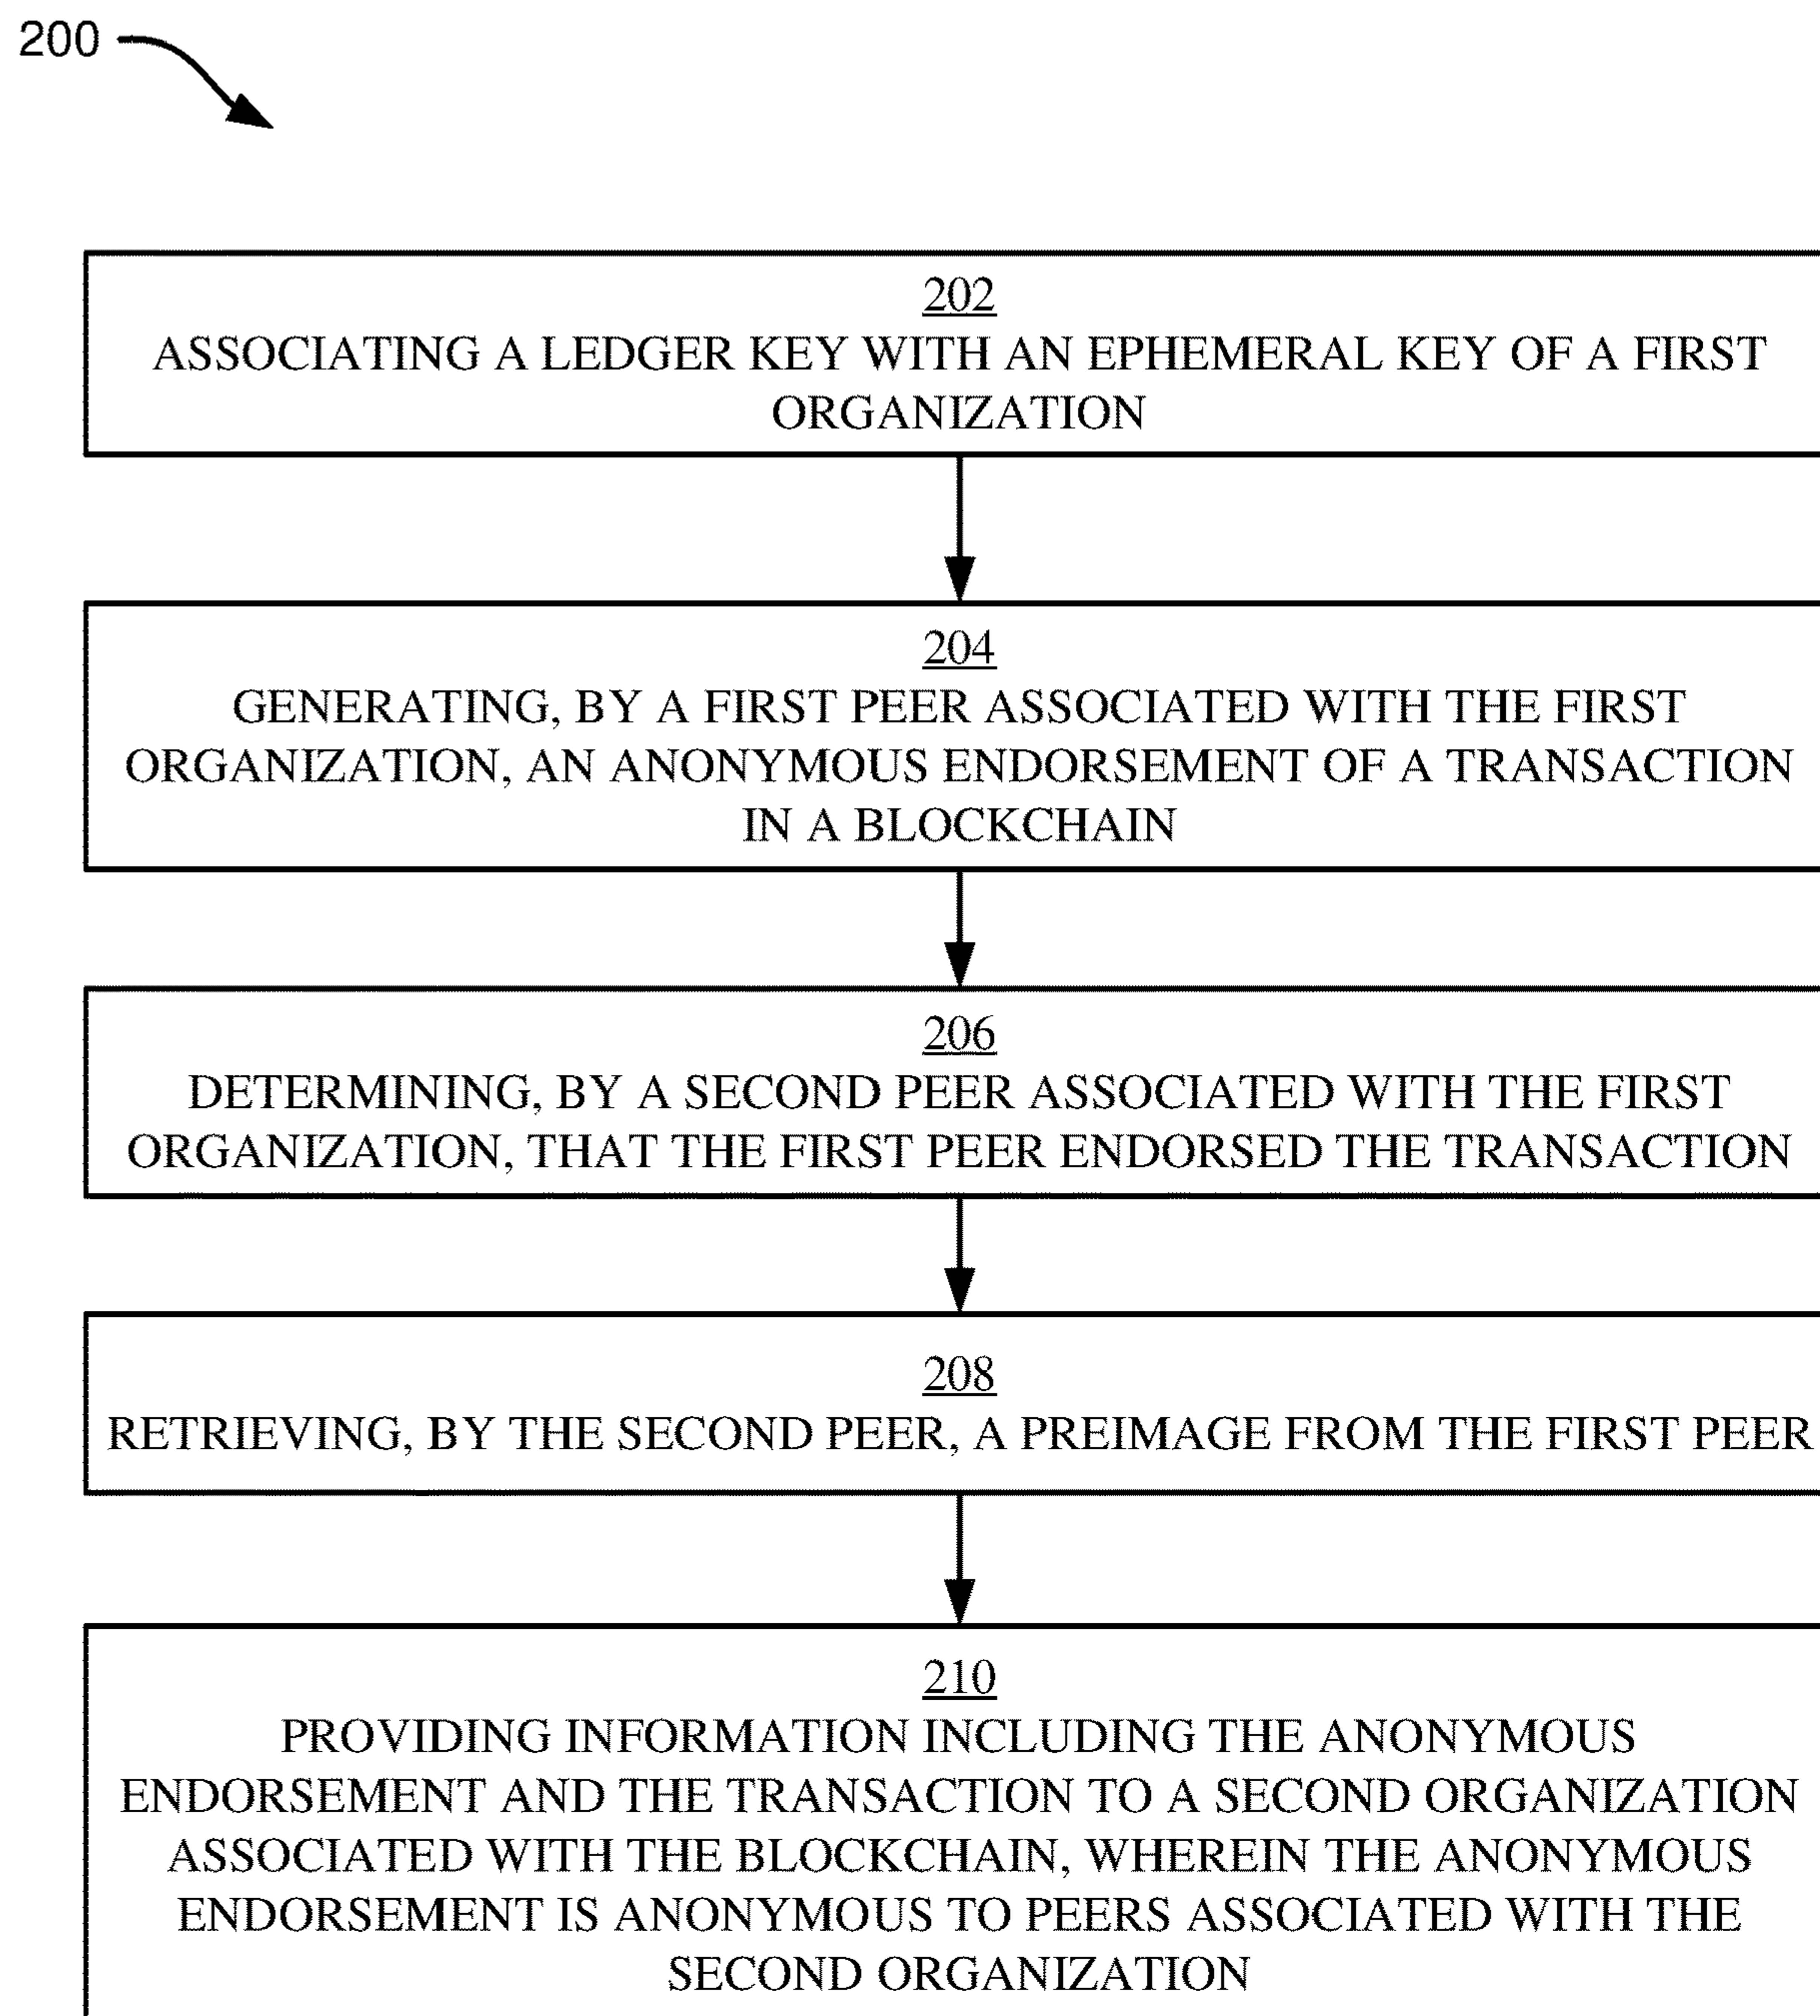 200
202
ASSOCIATING A LEDGER KEY WITH AN EPHEMERAL KEY OF A FIRST
ORGANIZATION
204
GENERATING, BY A FIRST PEER ASSOCIATED WITH THE FIRST
ORGANIZATION, AN ANONYMOUS ENDORSEMENT OF A TRANSACTION
IN A BLOCKCHAIN
206
DETERMINING, BY A SECOND PEER ASSOCIATED WITH THE FIRST
ORGANIZATION, THAT THE FIRST PEER ENDORSED THE TRANSACTION
208
RETRIEVING, BY THE SECOND PEER, A PREIMAGE FROM THE FIRST PEER
210
PROVIDING INFORMATION INCLUDING THE ANONYMOUS
ENDORSEMENT AND THE TRANSACTION TO A SECOND ORGANIZATION
ASSOCIATED WITH THE BLOCKCHAIN, WHEREIN THE ANONYMOUS
ENDORSEMENT IS ANONYMOUS TO PEERS ASSOCIATED WITH THE
SECOND ORGANIZATION